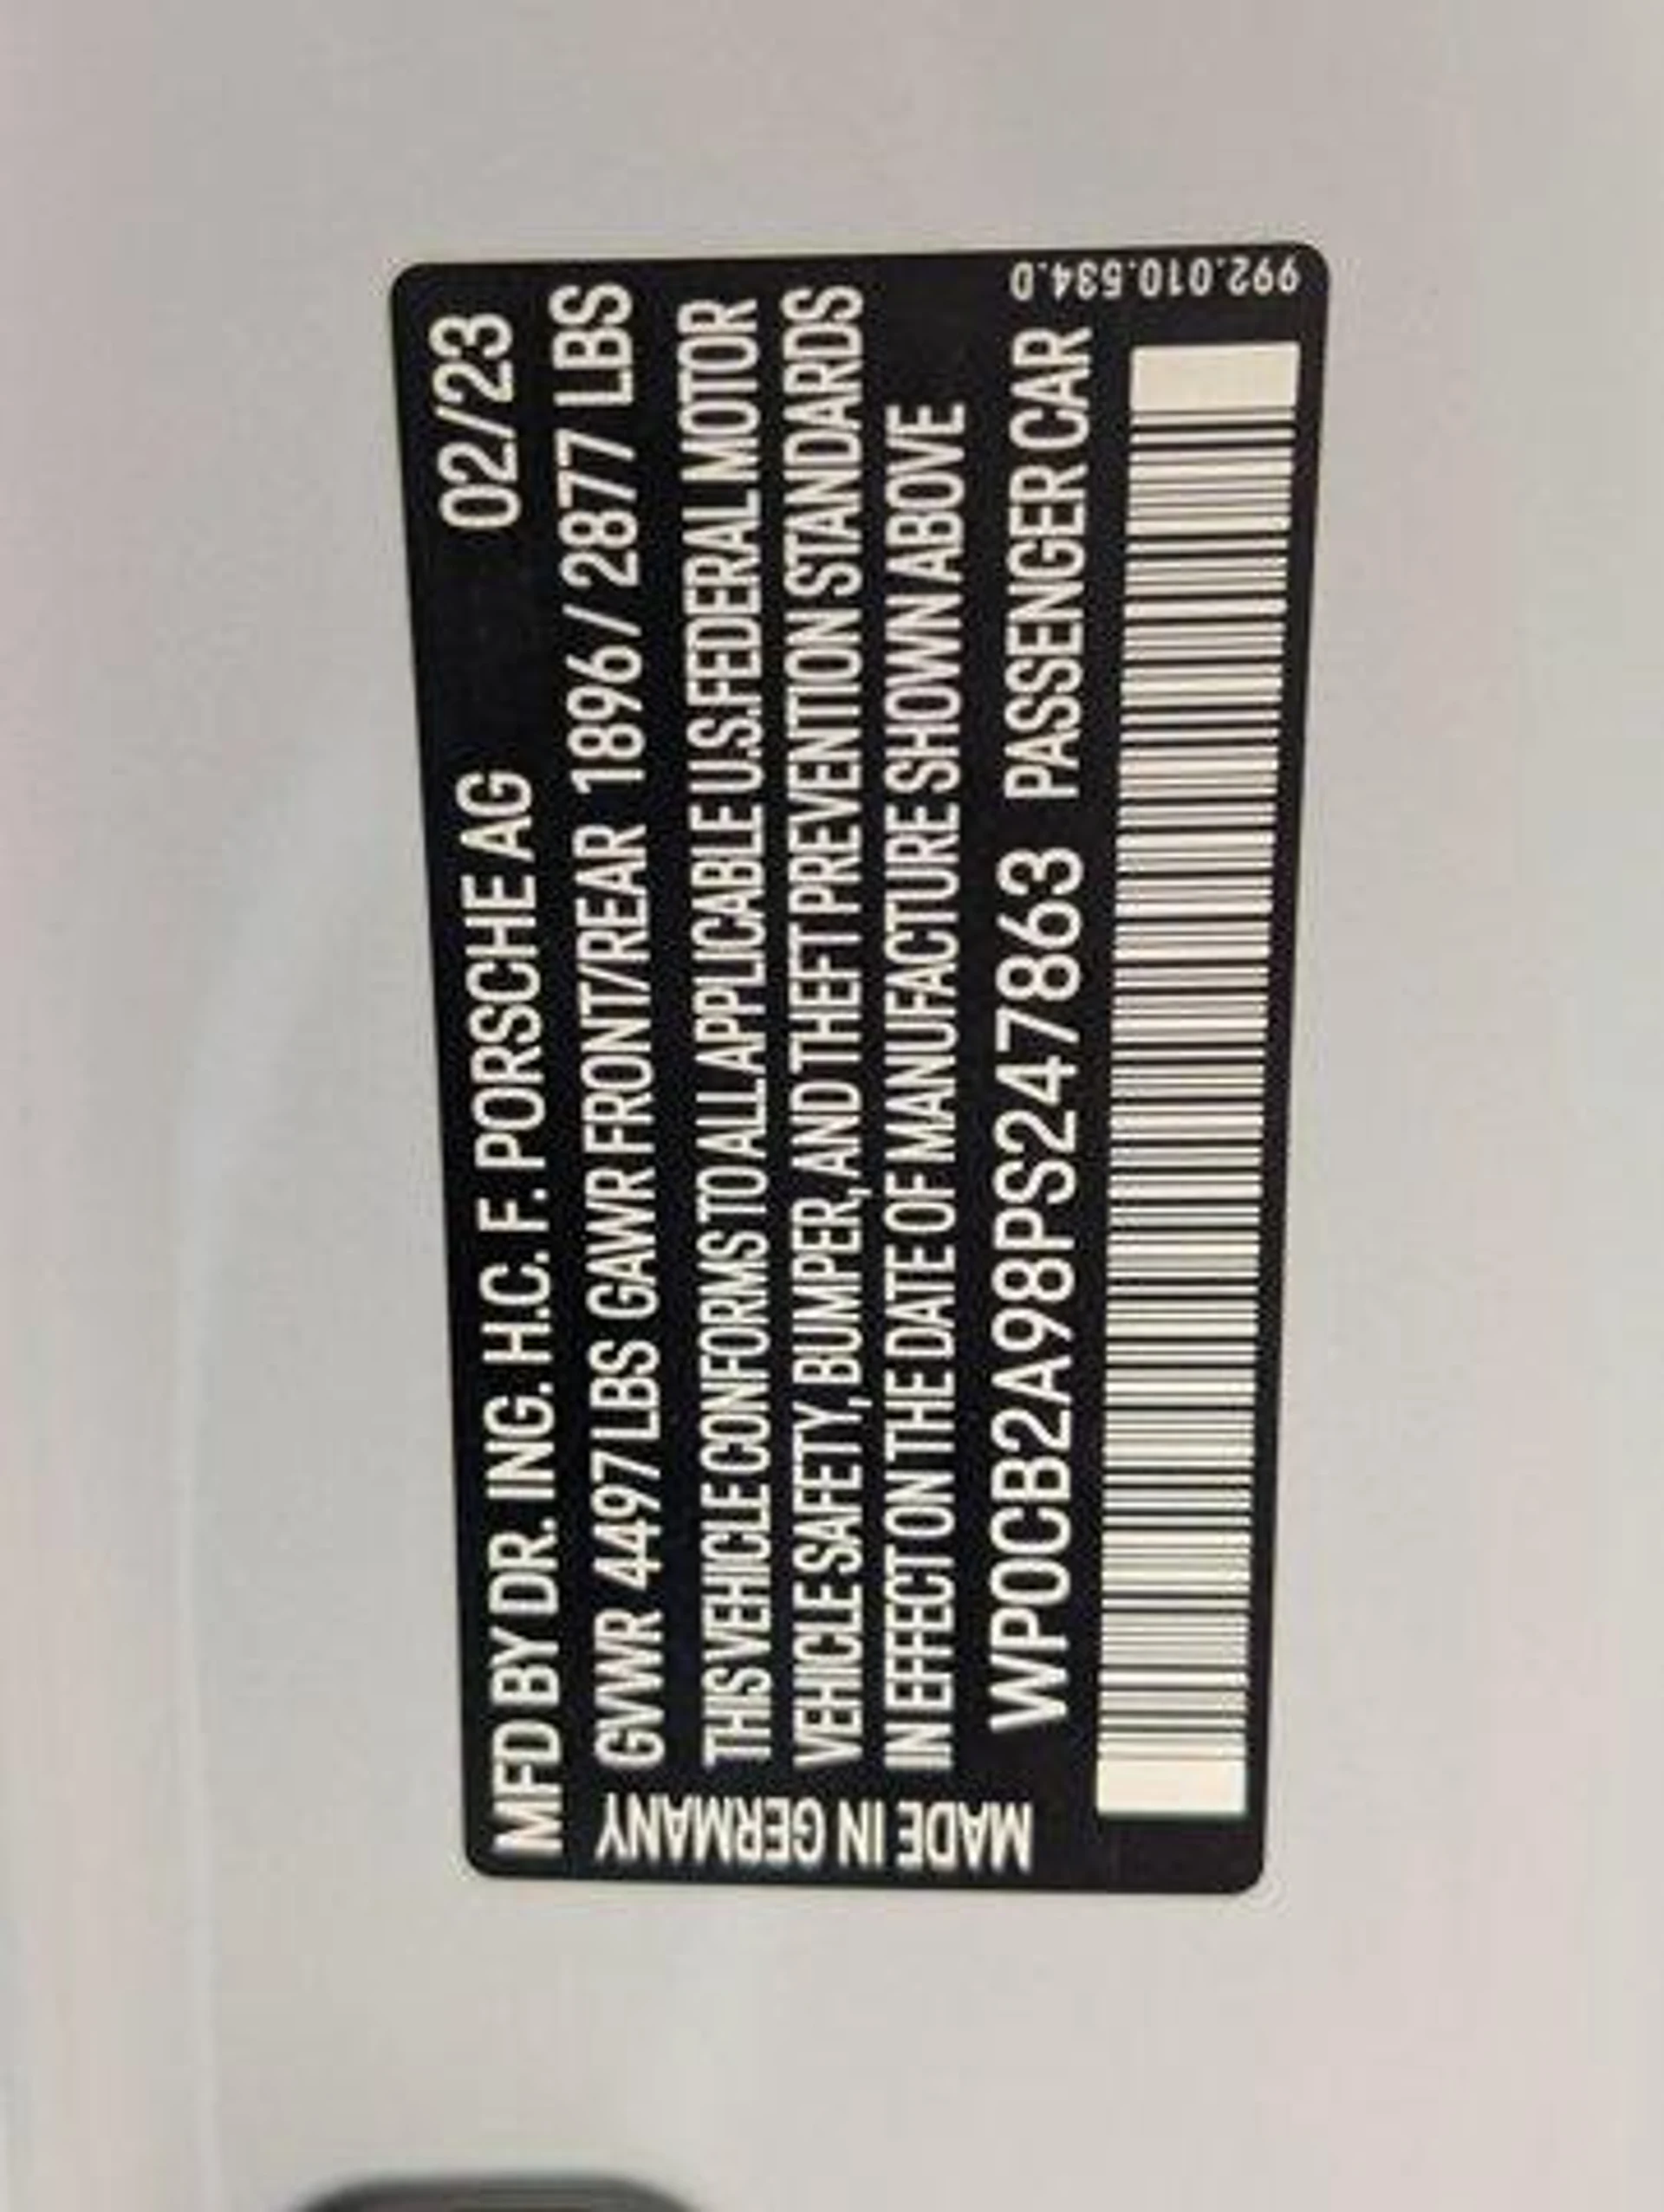 MFD BY DR. ING. H.C. F. PORSCHE AG 02/23
GVWR 4497 LBS GAWR FRONT/REAR 1896 / 2877 LBS
THIS VEHICLE CONFORMS TO ALL APPLICABLE U.S. FEDERAL MOTOR
VEHICLE SAFETY, BUMPER, AND THEFT PREVENTION STANDARDS
IN EFFECT ON THE DATE OF MANUFACTURE SHOWN ABOVE
WP0CB2A98PS247863 PASSENGER CAR
MADE IN GERMANY
992.010.534.D